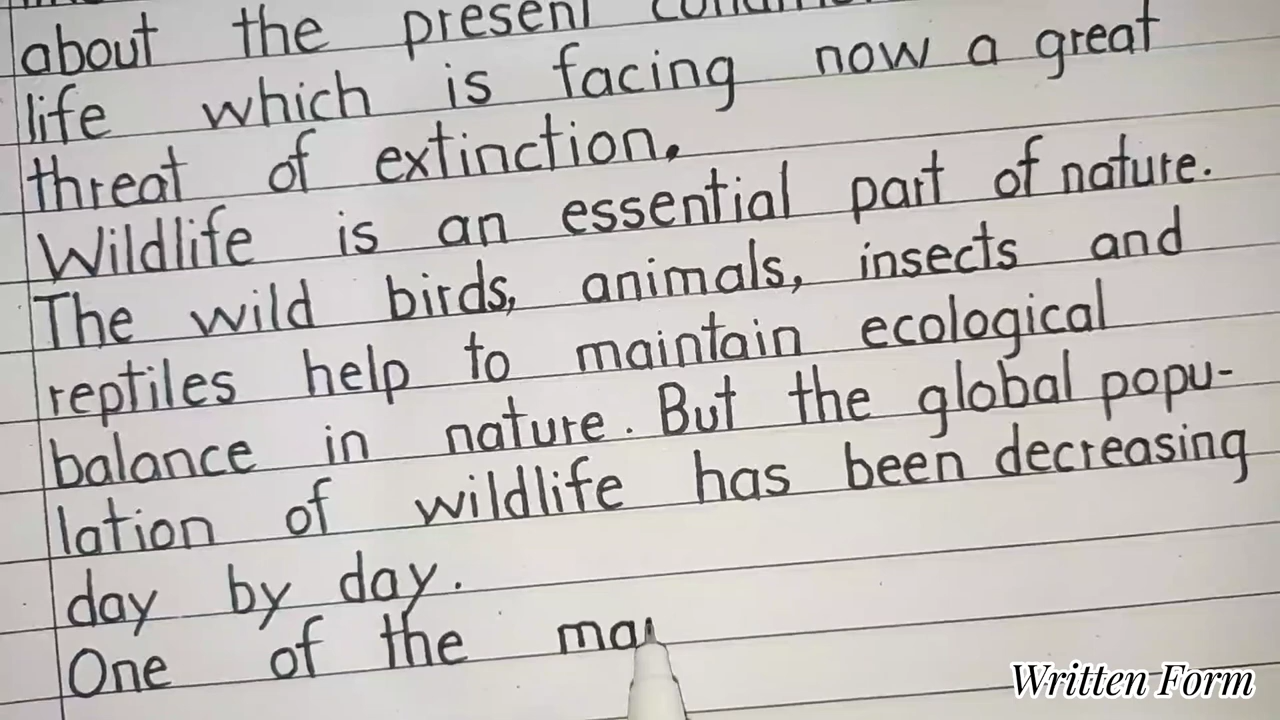 about the present
life which is facing now a great
threat of extinction.
Wildlife is an essential part of nature.
The wild birds, animals, insects and
reptiles help to maintain ecological
balance in nature. But the global popu-
lation of wildlife has been decreasing
day by day.
One of the
Written Form